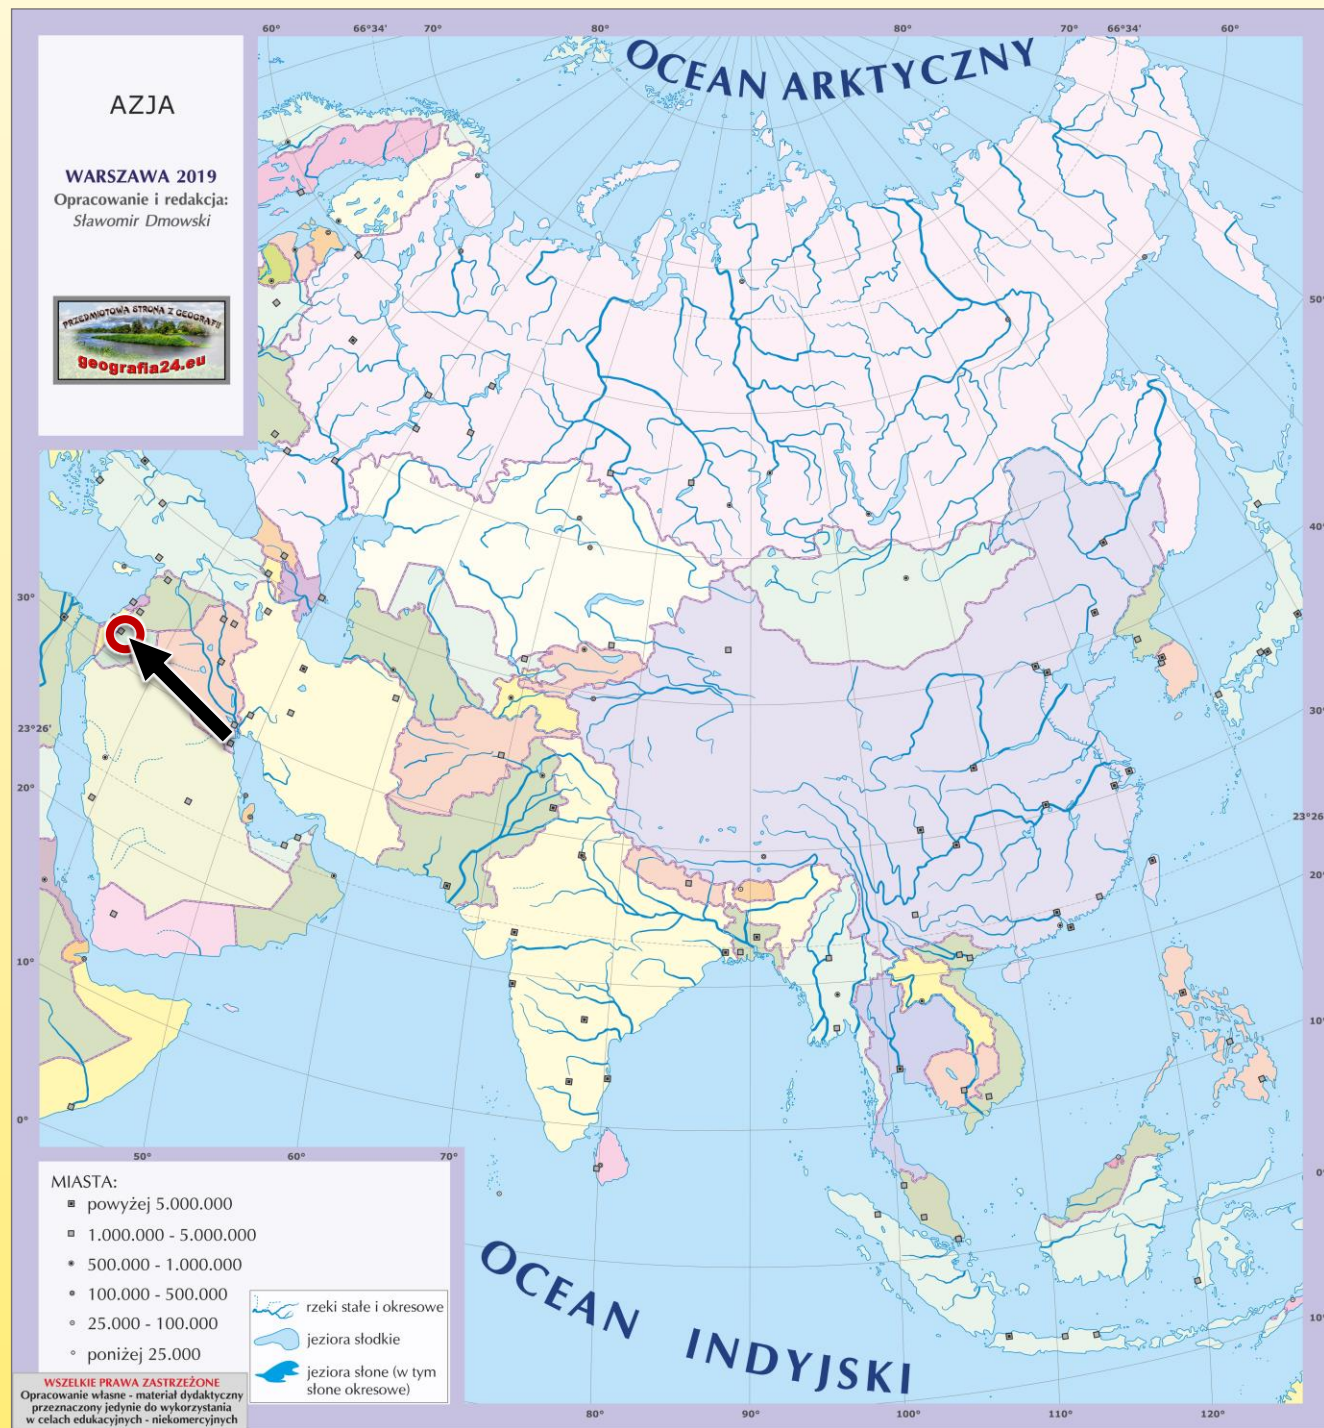 60°
66°34'
70°
80°
80°
70°
66°34'
60°
AZJA
WARSZAWA 2019
Opracowanie i redakcja:
Sławomir Dmowski
PRZEDMIOTOWA STRONA Z GEOGRAFII
geografia24.eu
OCEAN ARKTYCZNY
50°
40°
30°
30°
23°26'
20°
10°
0°
30°
23°26'
20°
10°
0°
10°
50°
60°
70°
MIASTA:
powyżej 5.000.000
1.000.000 - 5.000.000
500.000 - 1.000.000
100.000 - 500.000
25.000 - 100.000
poniżej 25.000
rzeki stałe i okresowe
jeziora słodkie
jeziora słone (w tym
słone okresowe)
OCEAN INDYJSKI
WSZELKIE PRAWA ZASTRZEŻONE
Opracowanie własne - materiał dydaktyczny
przeznaczony jedynie do wykorzystania
w celach edukacyjnych - niekomercyjnych
80°
90°
100°
110°
120°